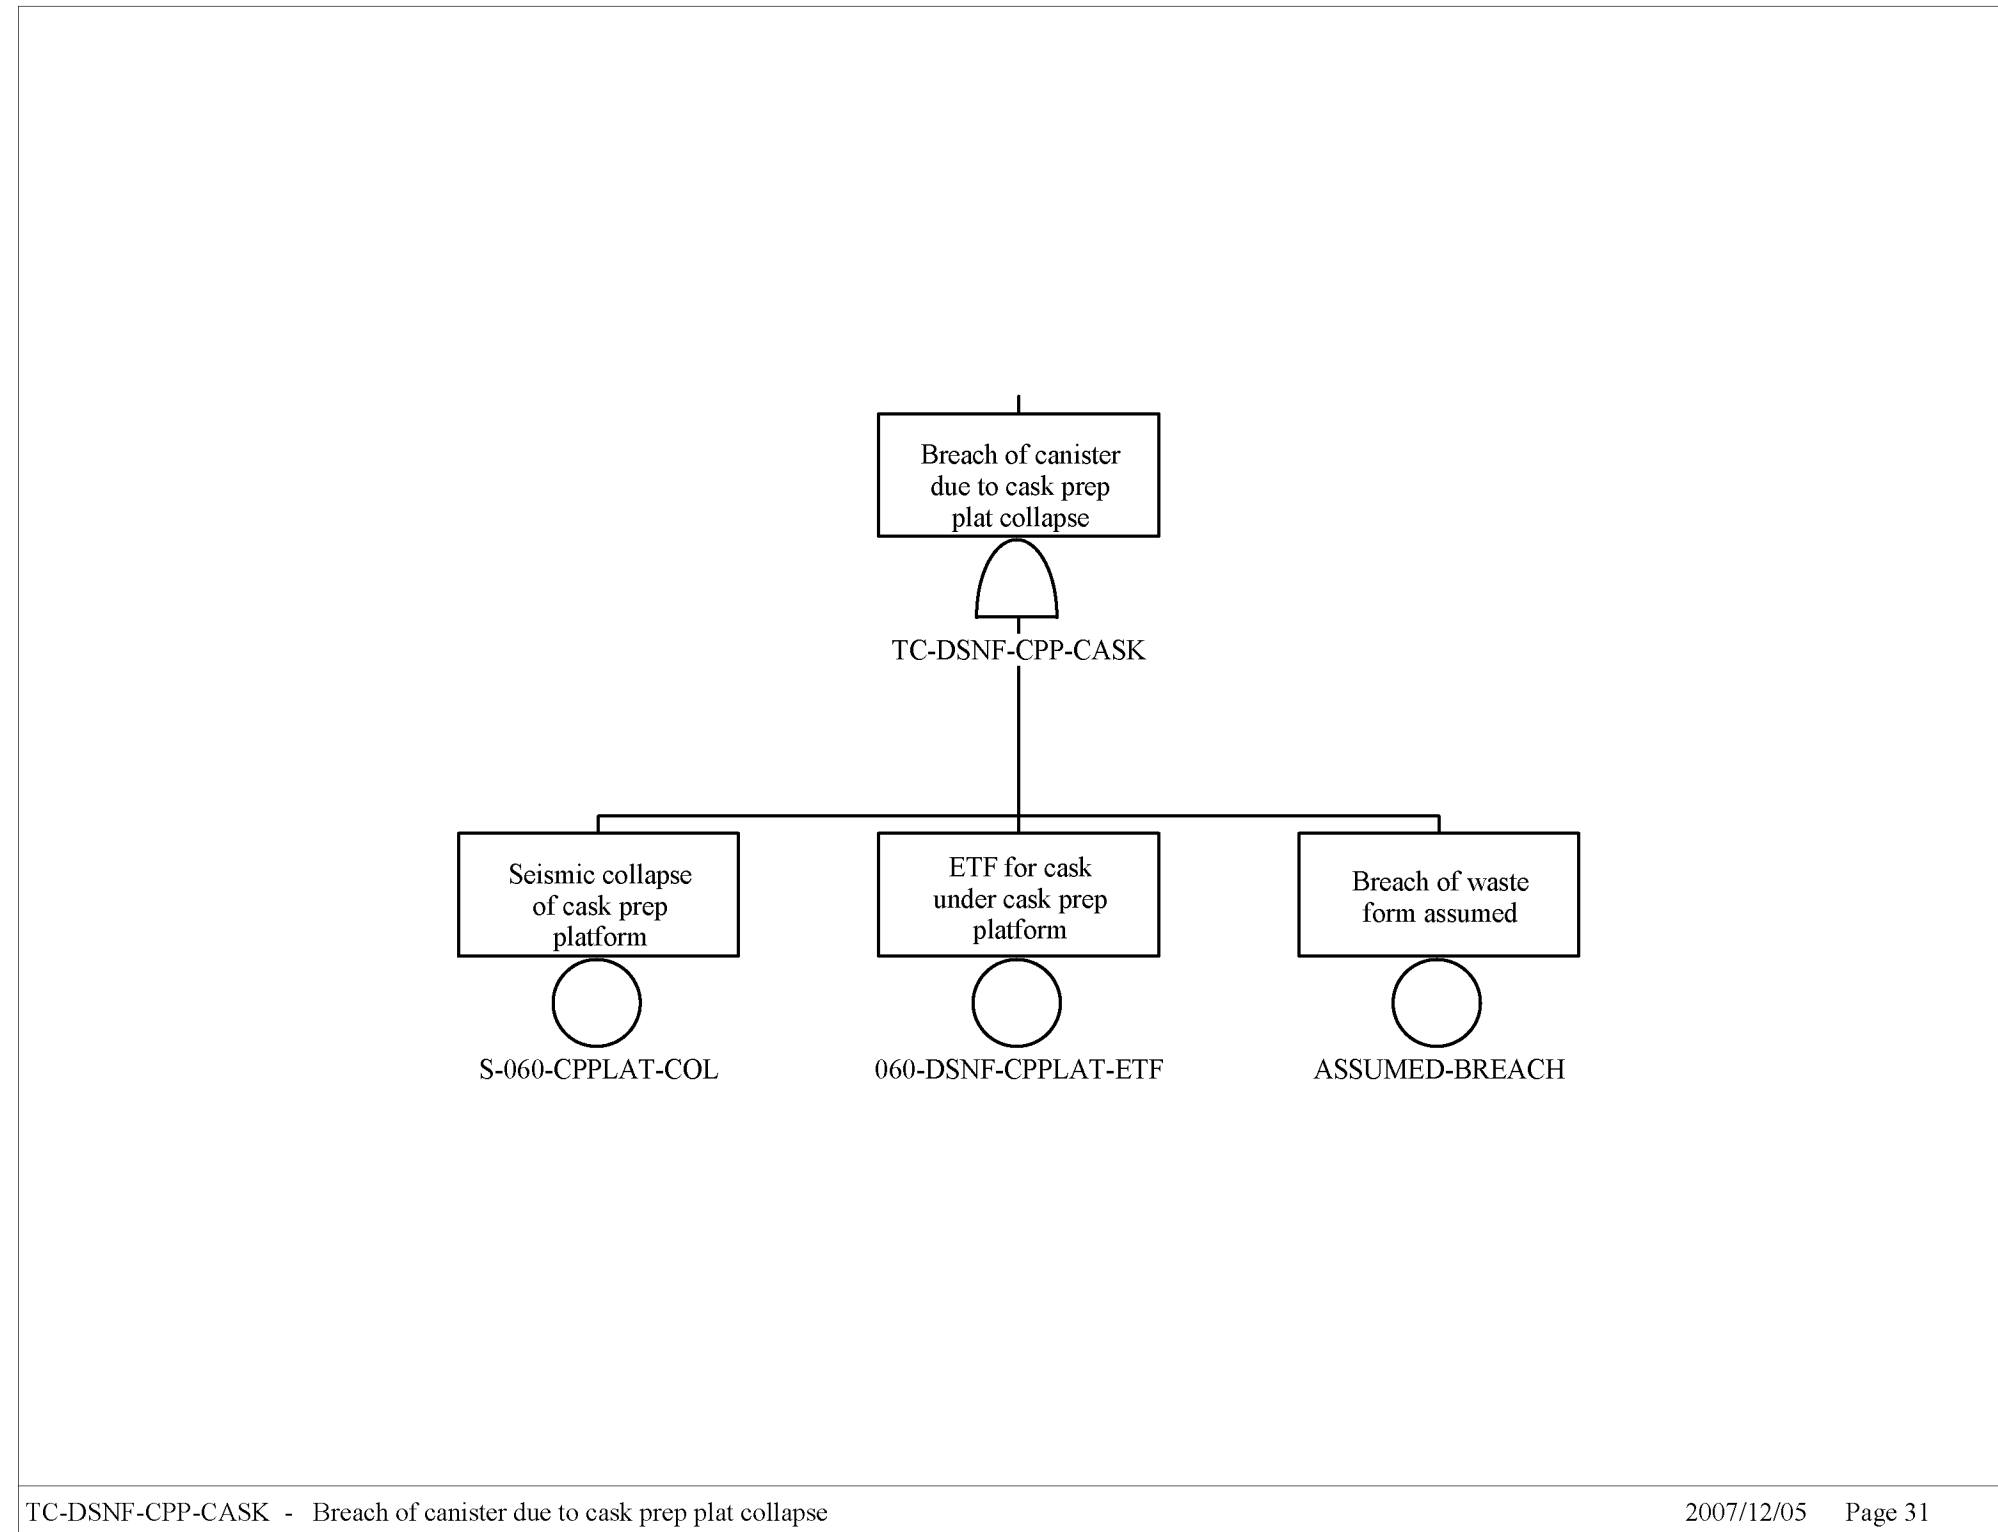 Breach of canister
due to cask prep
plat collapse
TC-DSNF-CPP-CASK
Seismic collapse
of cask prep
platform
S-060-CPPLAT-COL
ETF for cask
under cask prep
platform
060-DSNF-CPPLAT-ETF
Breach of waste
form assumed
ASSUMED-BREACH
TC-DSNF-CPP-CASK - Breach of canister due to cask prep plat collapse
2007/12/05 Page 31